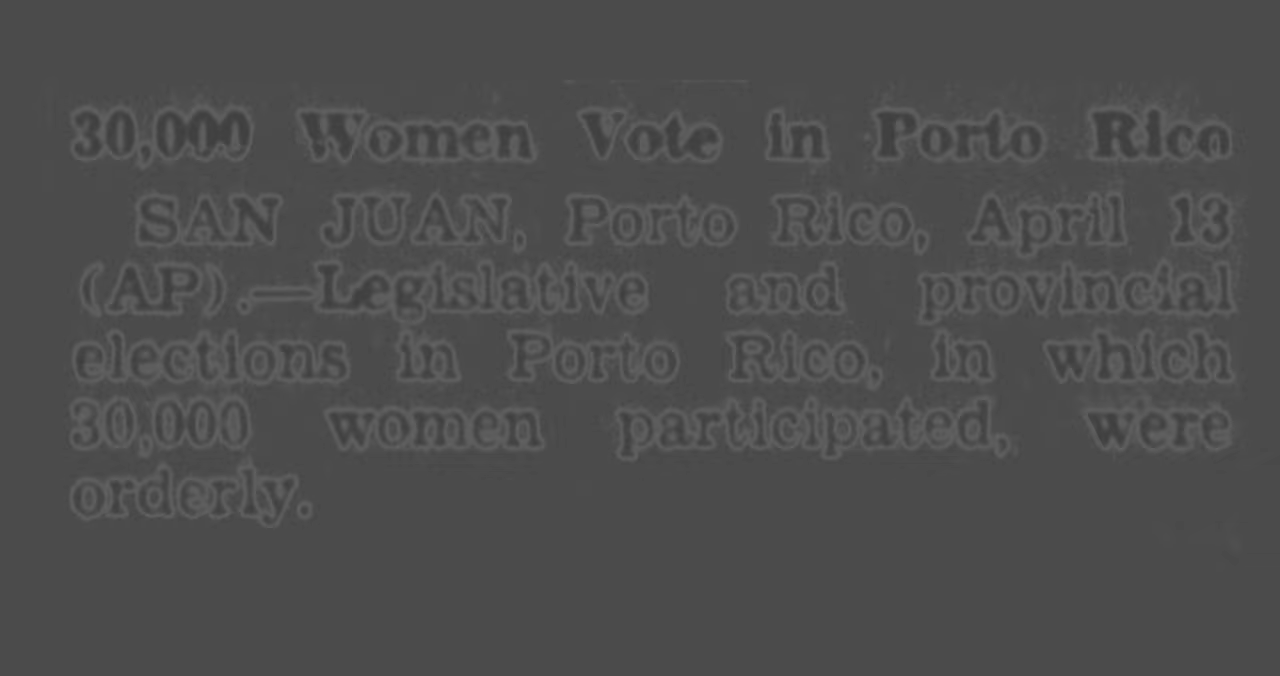 30,000 Women Vote in Porto Rico
SAN JUAN, Porto Rico, April 13
(AP).—Legislative and provincial
elections in Porto Rico, in which
30,000 women participated, were
orderly.